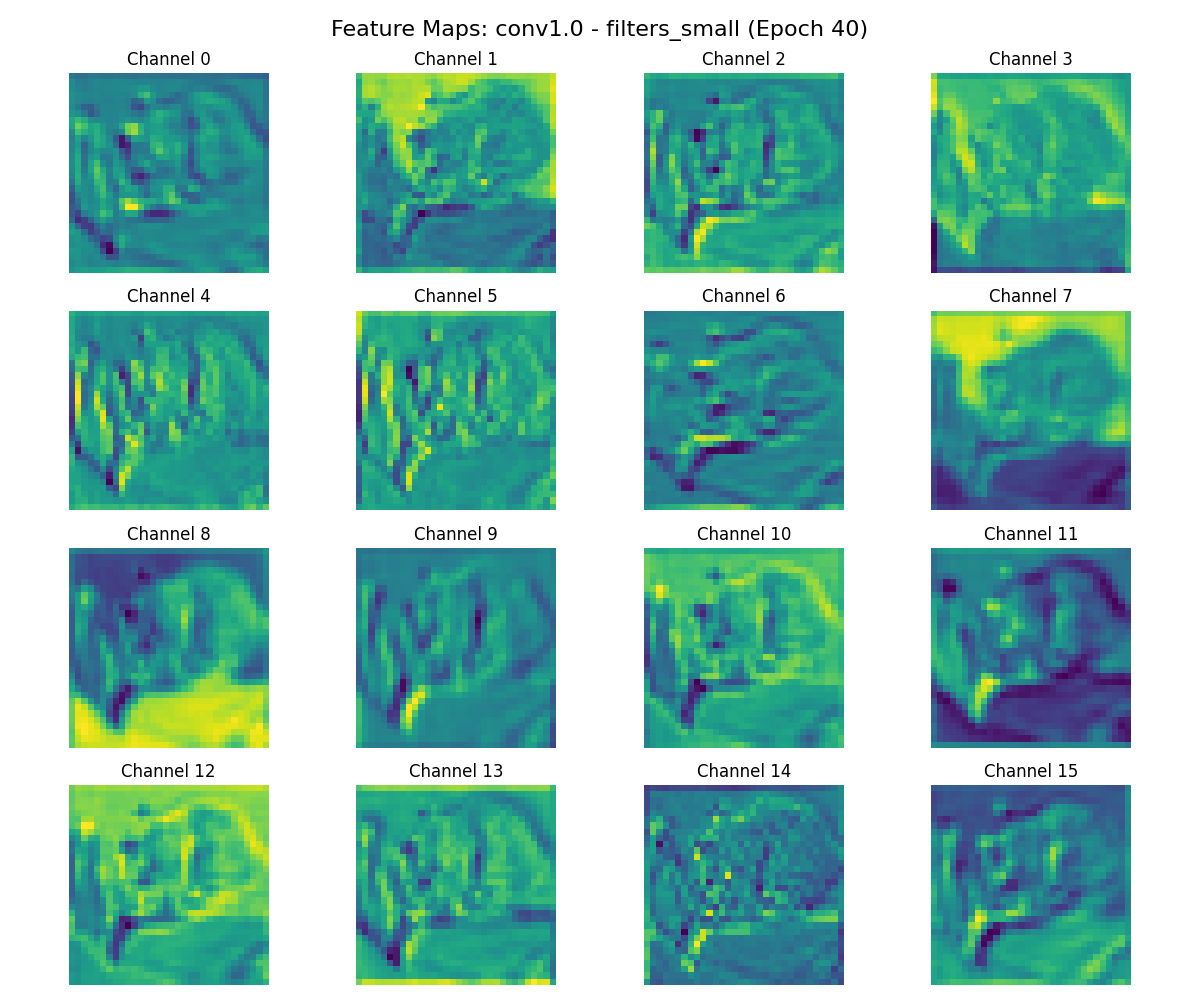 Feature Maps: conv1.0 - filters_small (Epoch 40)
Channel 0
Channel 1
Channel 2
Channel 3
Channel 4
Channel 5
Channel 6
Channel 7
Channel 8
Channel 9
Channel 10
Channel 11
Channel 12
Channel 13
Channel 14
Channel 15